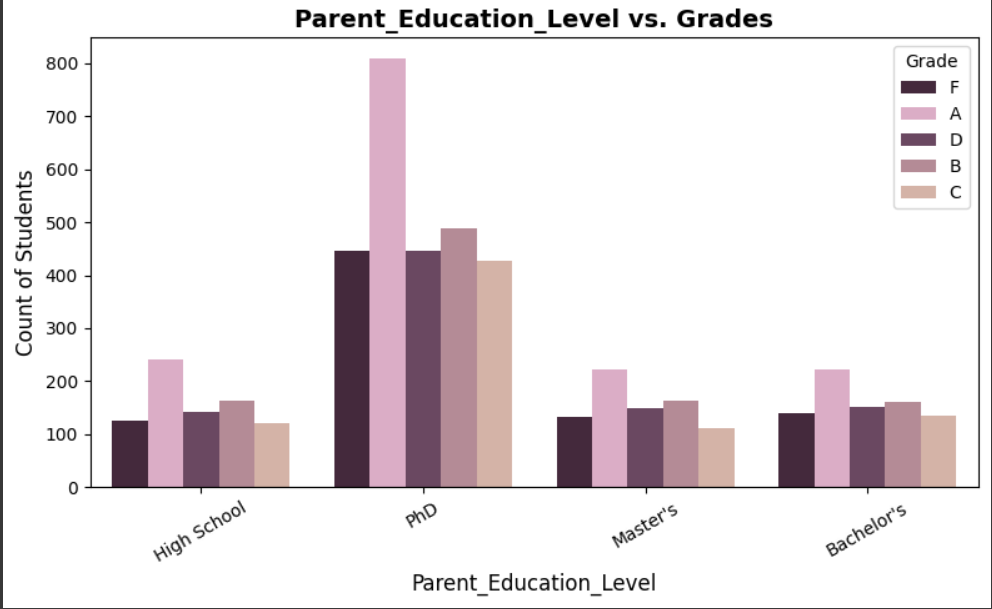 Parent_Education_Level vs. Grades
Count of Students
800
700
600
500
400
300
200
100
0
Grade
F
A
D
B
C
High School
PhD
Master's
Bachelor's
Parent_Education_Level